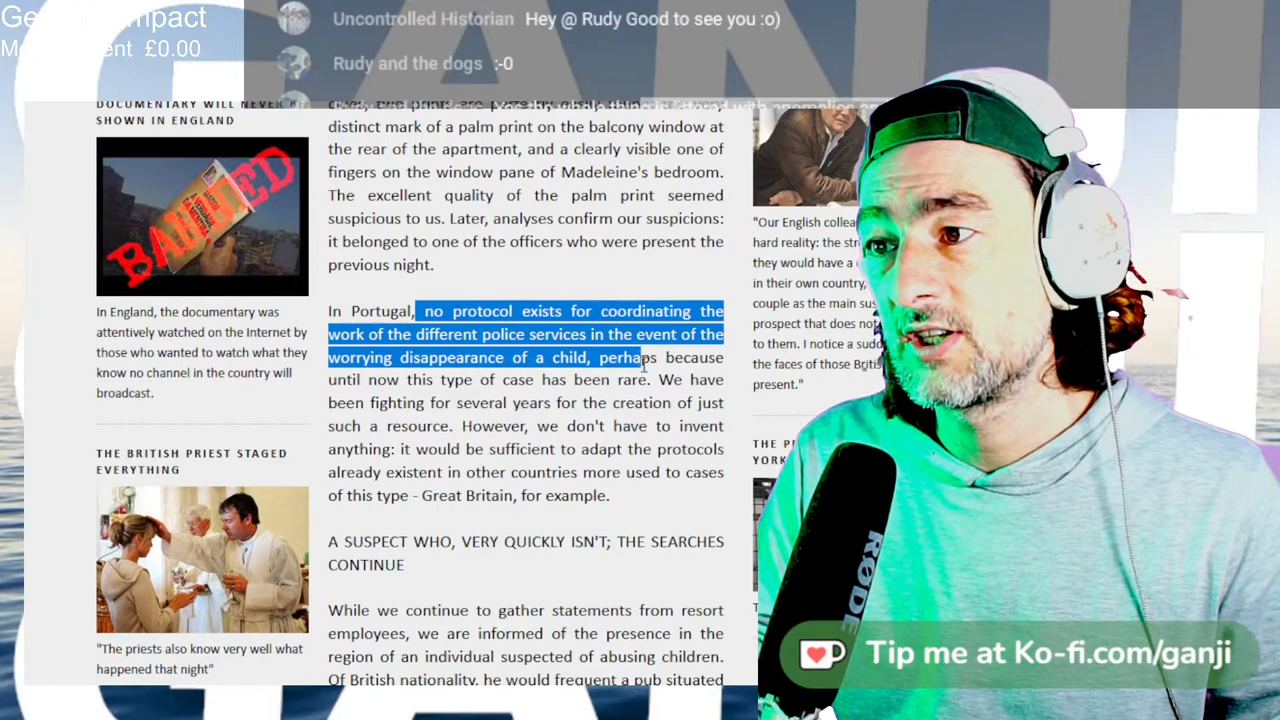 Uncontrolled Historian Hey @ Rudy Good to see you :o)
£0.00
Rudy and the dogs :-0
DOCUMENTARY WILL NEVER
SHOWN IN ENGLAND
BANNED
In England, the documentary was
attentively watched on the Internet by
those who wanted to watch what they
know no channel in the country will
broadcast.
THE BRITISH PRIEST STAGED
EVERYTHING
"The priests also know very well what
happened that night"
distinct mark of a palm print on the balcony window at
the rear of the apartment, and a clearly visible one of
fingers on the window pane of Madeleine's bedroom.
The excellent quality of the palm print seemed
suspicious to us. Later, analyses confirm our suspicions:
it belonged to one of the officers who were present the
previous night.
In Portugal, no protocol exists for coordinating the
work of the different police services in the event of the
worrying disappearance of a child, perhaps because
until now this type of case has been rare. We have
been fighting for several years for the creation of just
such a resource. However, we don't have to invent
anything: it would be sufficient to adapt the protocols
already existent in other countries more used to cases
of this type - Great Britain, for example.
A SUSPECT WHO, VERY QUICKLY ISN'T; THE SEARCHES
CONTINUE
While we continue to gather statements from resort
employees, we are informed of the presence in the
region of an individual suspected of abusing children.
Of British nationality, he would frequent a pub situated
"Our English
hard reality: the
they would have a
in their own country,
couple as the main
prospect that does
to them. I notice a
the faces of those
present."
THE
YORK
RØDE
Tip me at Ko-fi.com/ganji